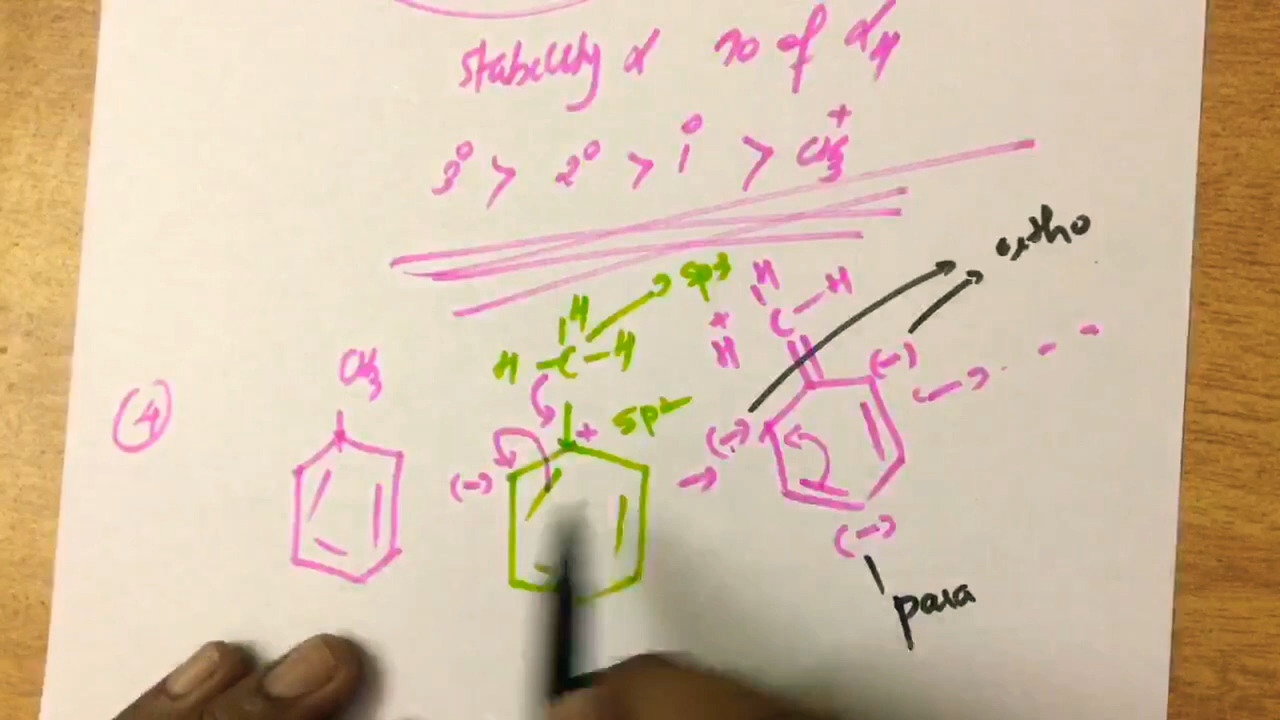 stability α no of αH
3° > 2° > 1° > CH3+
ortho
H H
sp3
H
+
H C H
H - C - H
CH3
(-)
4
+ sp2
(-)
(-)
(-)
para